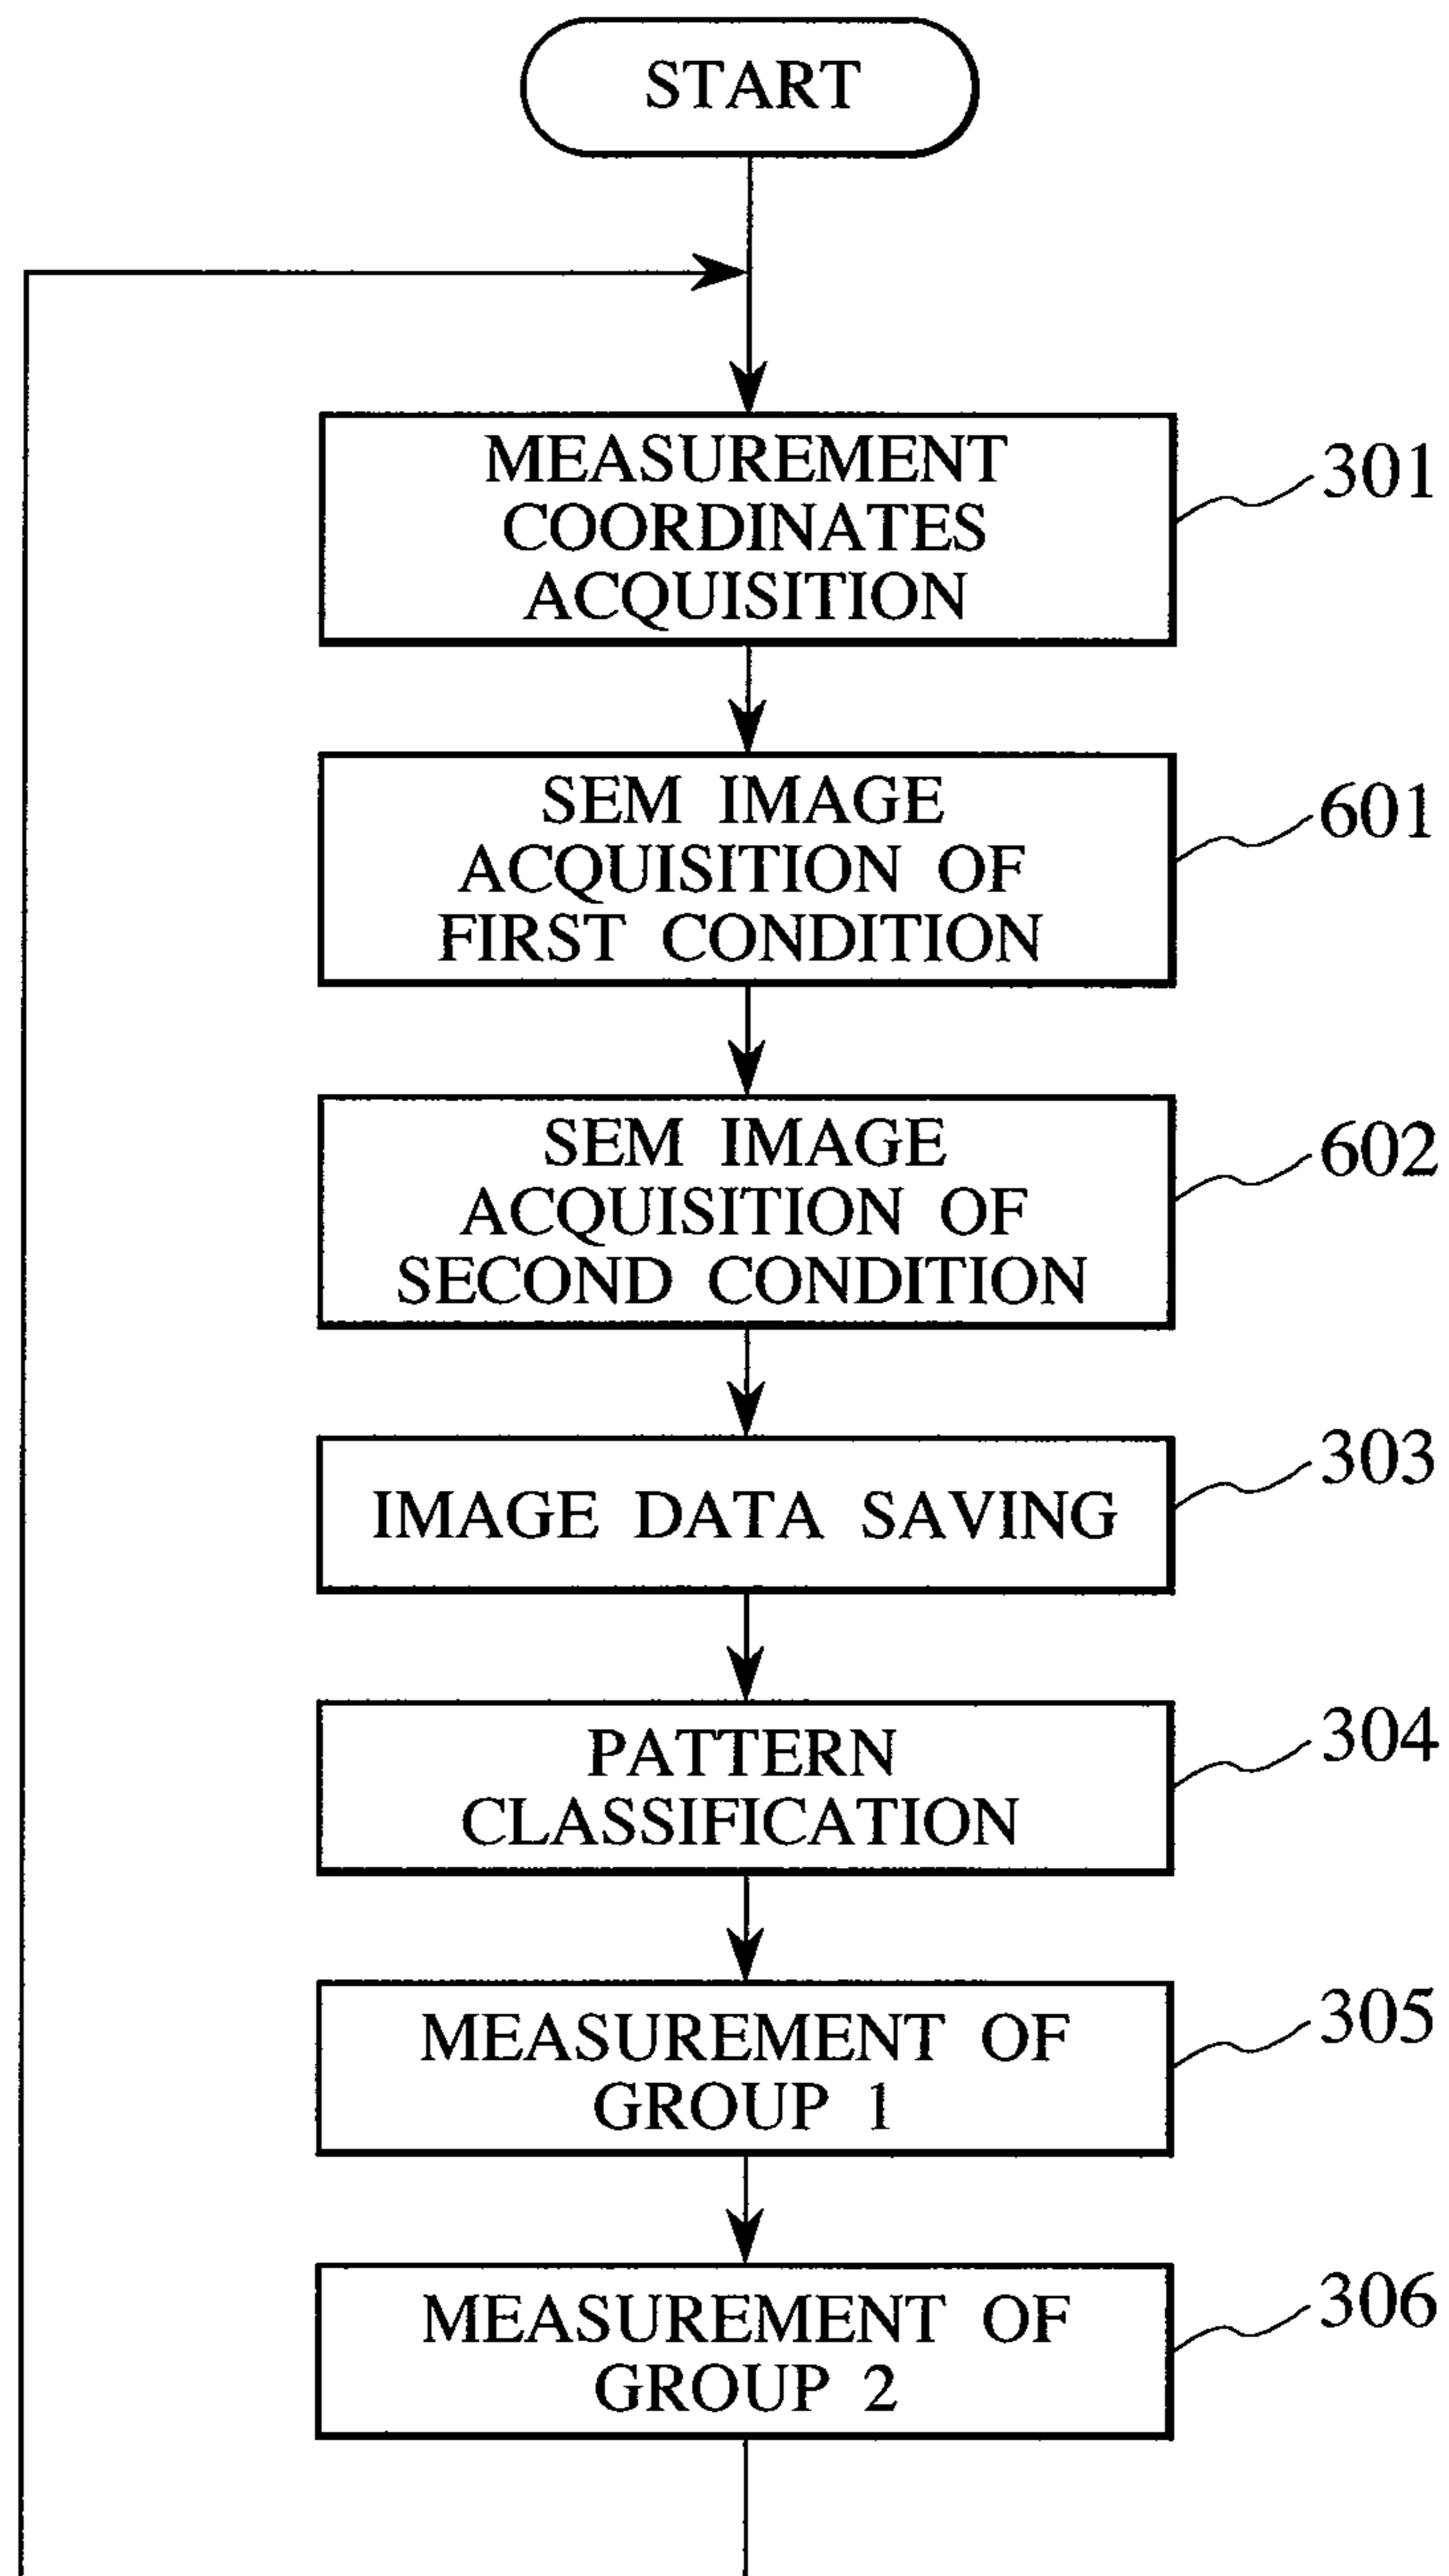 START
MEASUREMENT
COORDINATES
ACQUISITION
301
SEM IMAGE
ACQUISITION OF
FIRST CONDITION
601
SEM IMAGE
ACQUISITION OF
SECOND CONDITION
602
IMAGE DATA SAVING
303
PATTERN
CLASSIFICATION
304
MEASUREMENT OF
GROUP 1
305
MEASUREMENT OF
GROUP 2
306